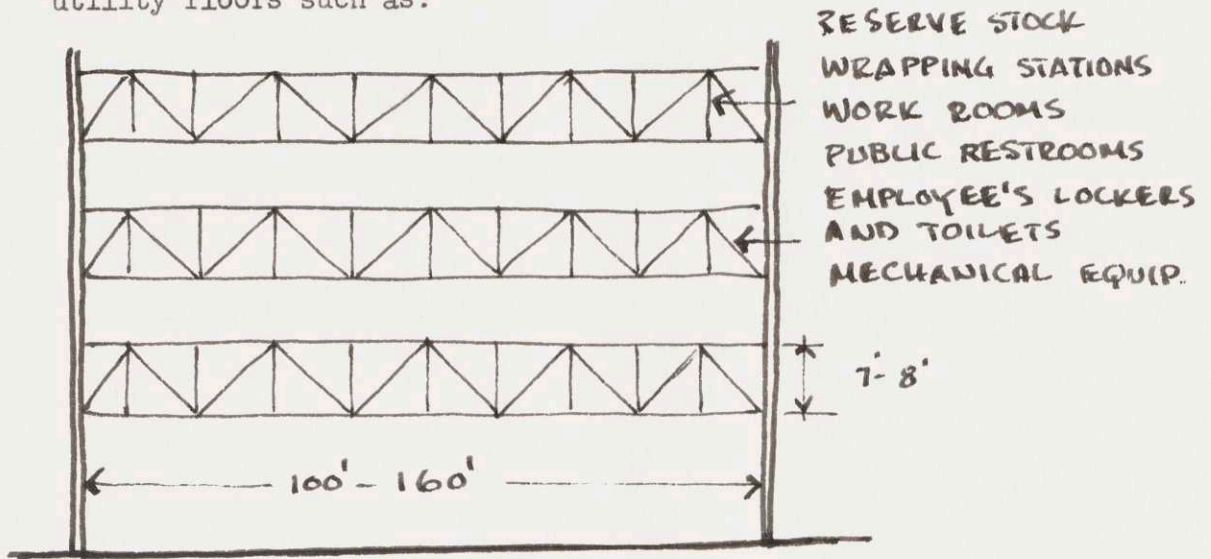 utility floors such as:
RESERVE STOCK
WRAPPING STATIONS
WORK ROOMS
PUBLIC RESTROOMS
EMPLOYEE'S LOCKERS
AND TOILETS
MECHANICAL EQUIP.
7'-8'
100'-160'